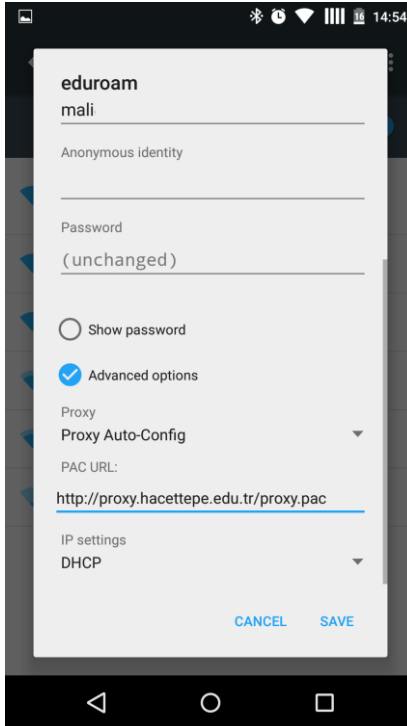 16 14:54
eduroam
mali
Anonymous identity
Password
(unchanged)
Show password
Advanced options
Proxy
Proxy Auto-Config
PAC URL:
http://proxy.hacettepe.edu.tr/proxy.pac
IP settings
DHCP
CANCEL SAVE